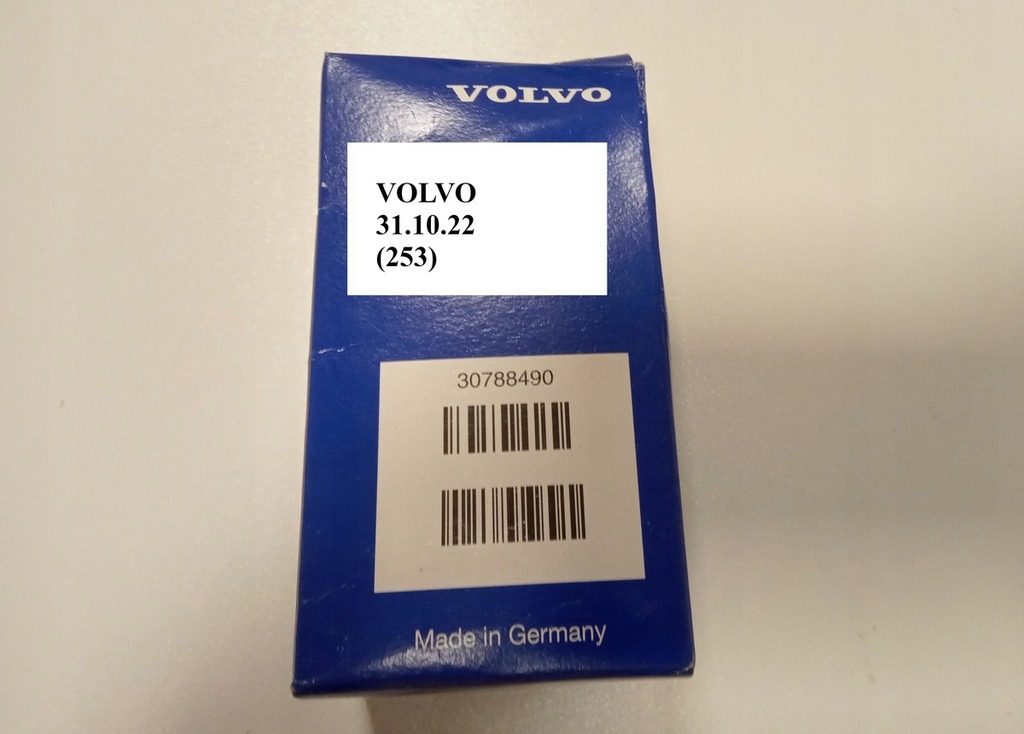 VOLVO
VOLVO
31.10.22
(253)
30788490
Made in Germany